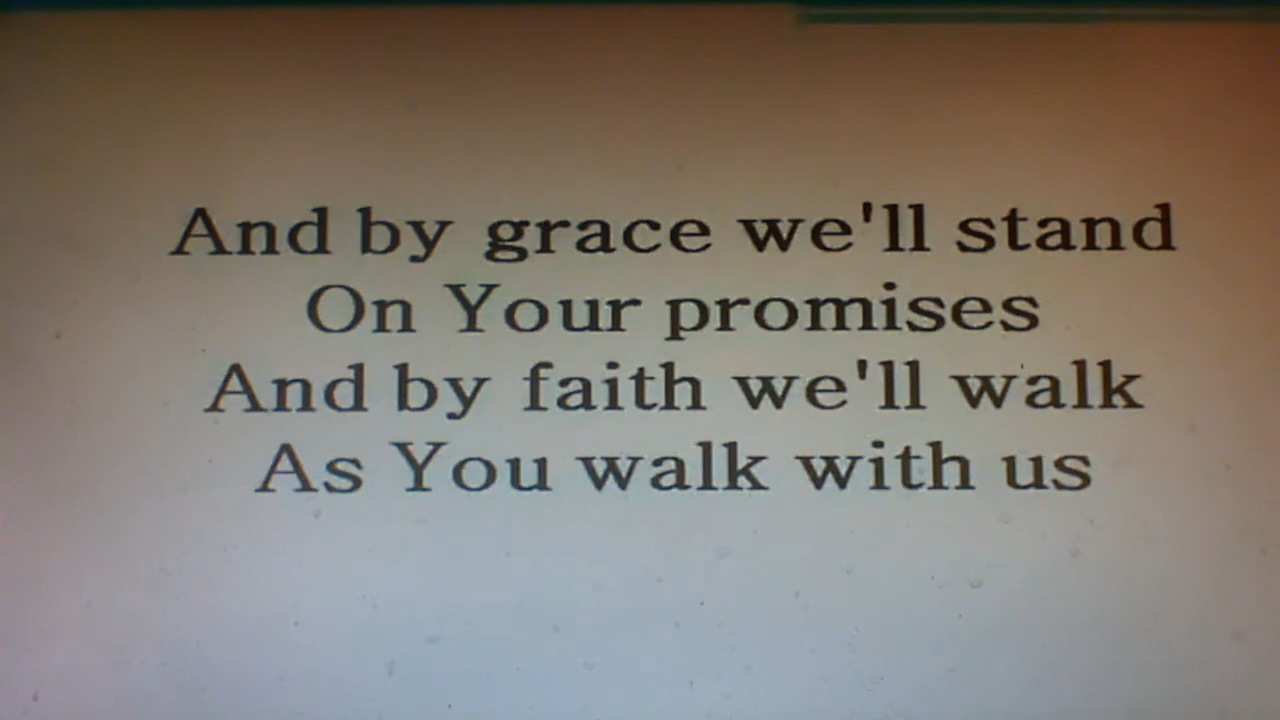 And by grace we'll stand
On Your promises
And by faith we'll walk
As You walk with us